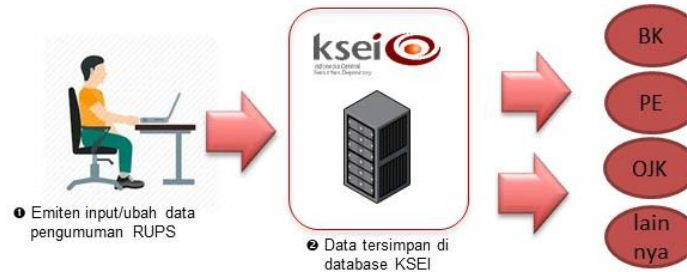 ksei
Indonesia Central
Securities Depository
BK
PE
OJK
lain
nya
❶ Emiten input/ubah data
pengumuman RUPS
❷ Data tersimpan di
database KSEI